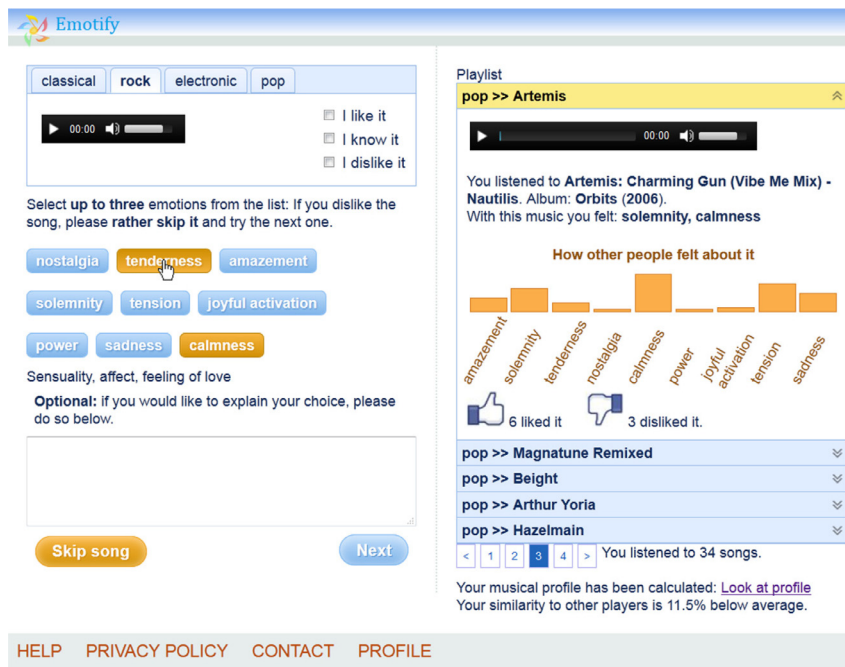 Emotify
classical rock electronic pop
00:00
I like it
I know it
I dislike it
Select up to three emotions from the list: If you dislike the
song, please rather skip it and try the next one.
nostalgia tenderness amazement
solemnity tension joyful activation
power sadness calmness
Sensuality, affect, feeling of love
Optional: if you would like to explain your choice, please
do so below.
Skip song Next
Playlist
pop >> Artemis
00:00
You listened to Artemis: Charming Gun (Vibe Me Mix) -
Nautilis. Album: Orbits (2006).
With this music you felt: solemnity, calmness
How other people felt about it
amazement
solemnity
tenderness
nostalgia
calmness
power
joyful
activation
tension
sadness
6 liked it 3 disliked it.
pop >> Magnatune Remixed
pop >> Beight
pop >> Arthur Yoria
pop >> Hazelmain
< 1 2 3 4 > You listened to 34 songs.
Your musical profile has been calculated: Look at profile
Your similarity to other players is 11.5% below average.
HELP PRIVACY POLICY CONTACT PROFILE